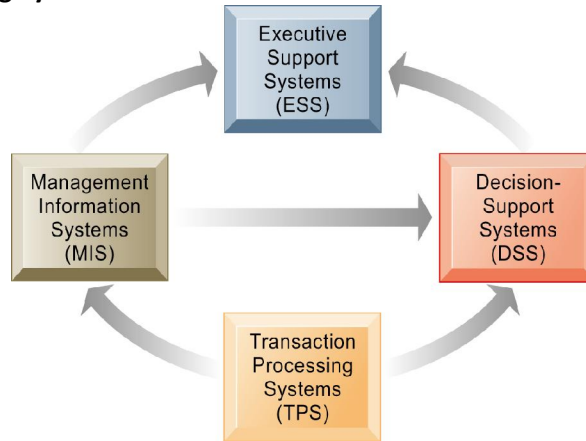 Executive
Support
Systems
(ESS)
Management
Information
Systems
(MIS)
Decision-
Support
Systems
(DSS)
Transaction
Processing
Systems
(TPS)